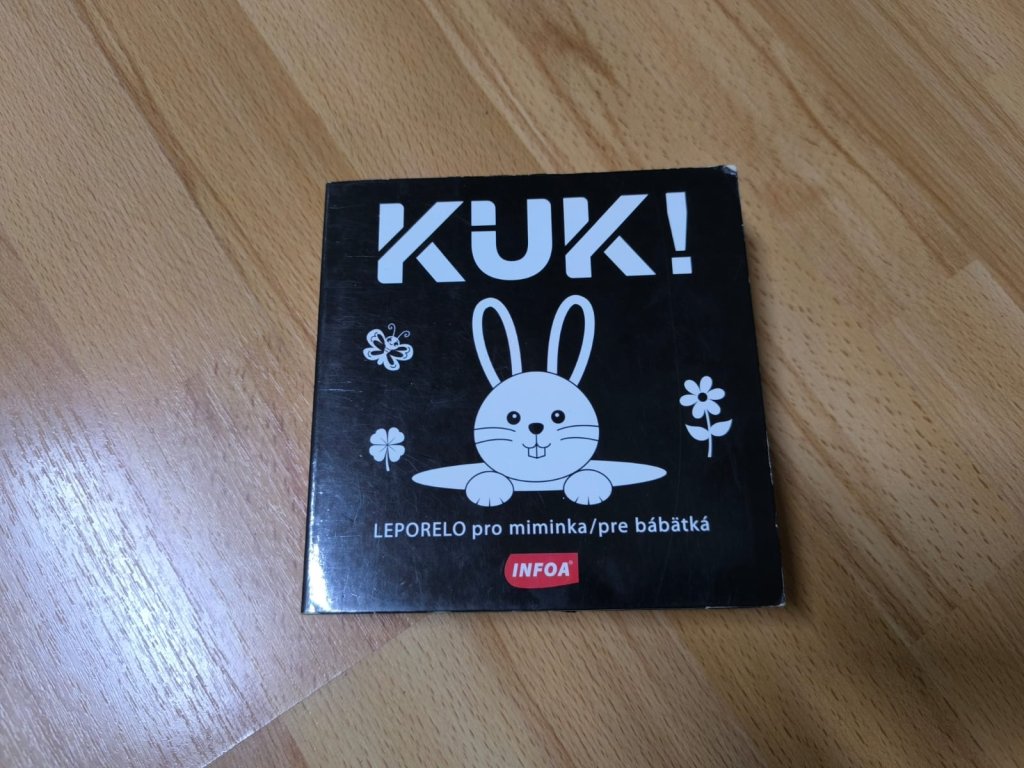 KUK!
LEPORELO pro miminka/pre bábätká
INFOA®